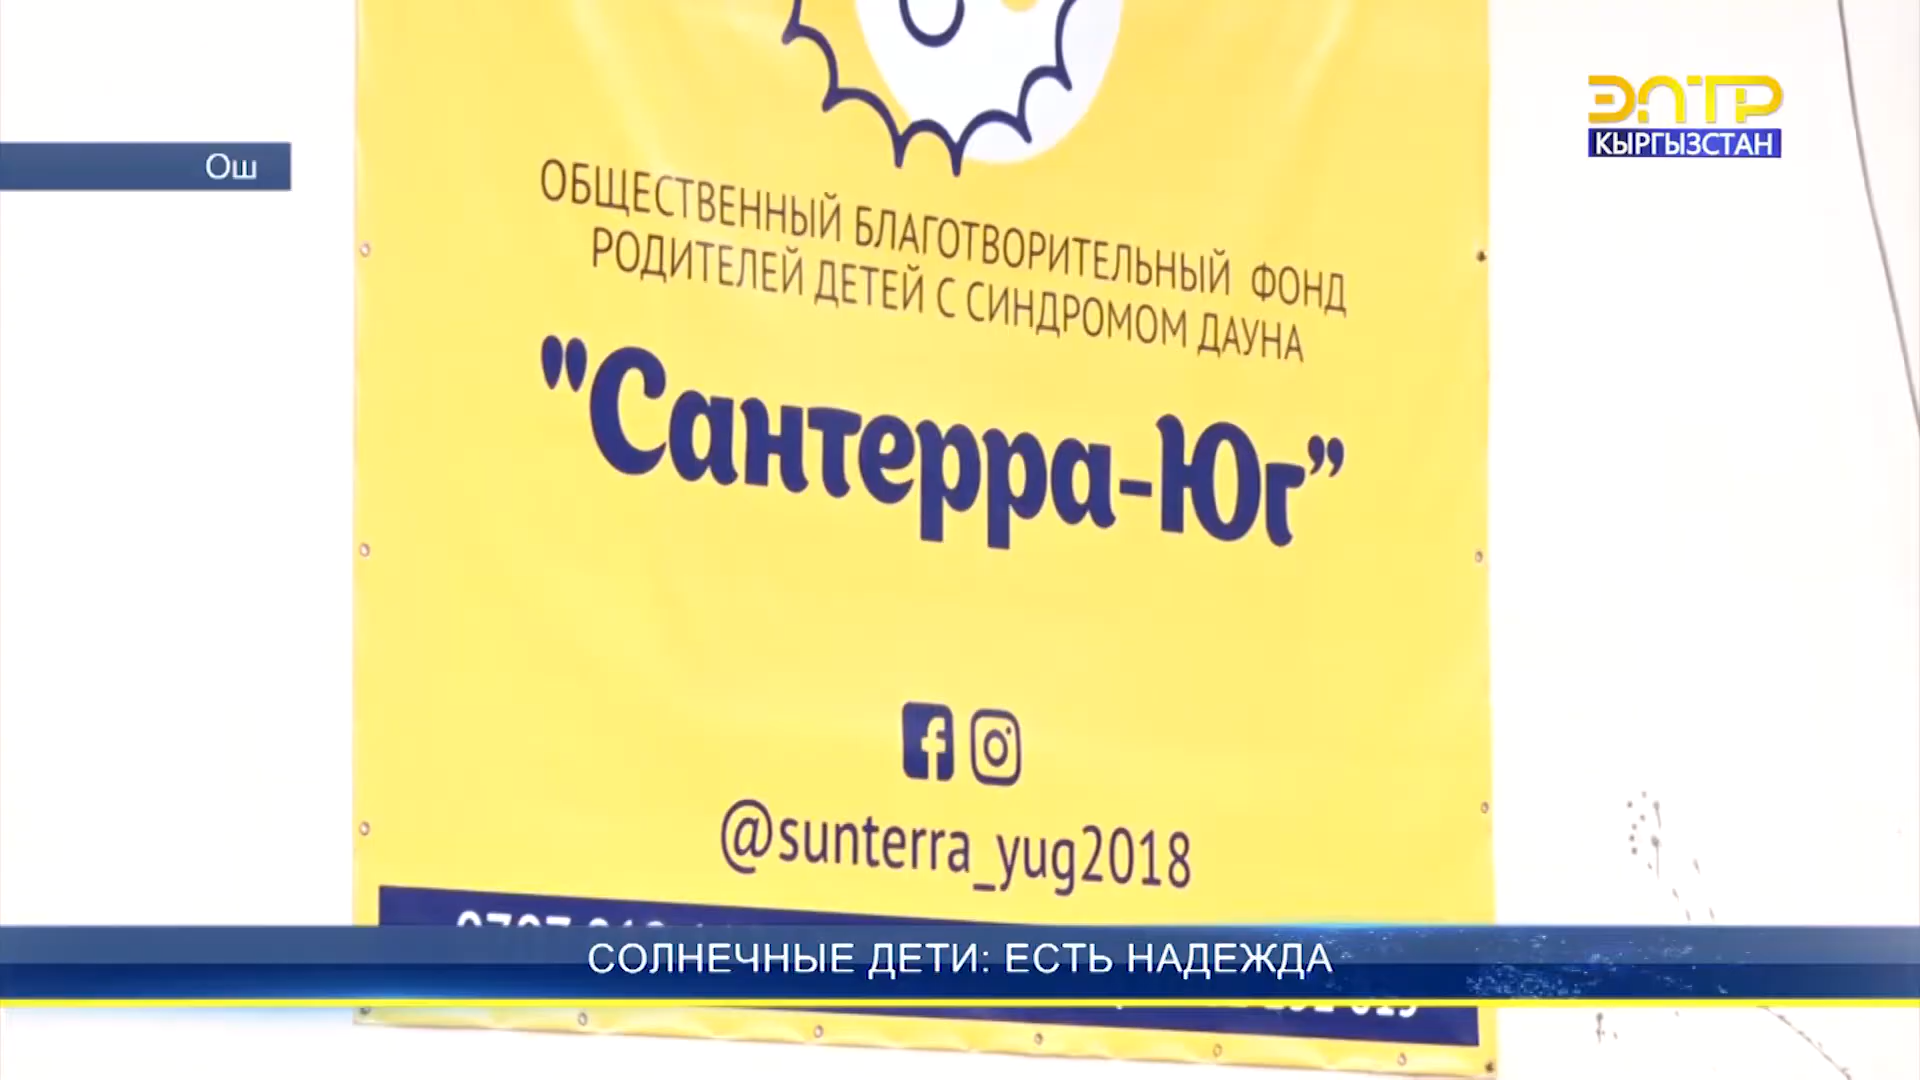 ЭЛТР
КЫРГЫЗСТАН
Ош
ОБЩЕСТВЕННЫЙ БЛАГОТВОРИТЕЛЬНЫЙ ФОНД
РОДИТЕЛЕЙ ДЕТЕЙ С СИНДРОМОМ ДАУНА
"Сантерра-Юг"
@sunterra_yug2018
СОЛНЕЧНЫЕ ДЕТИ: ЕСТЬ НАДЕЖДА